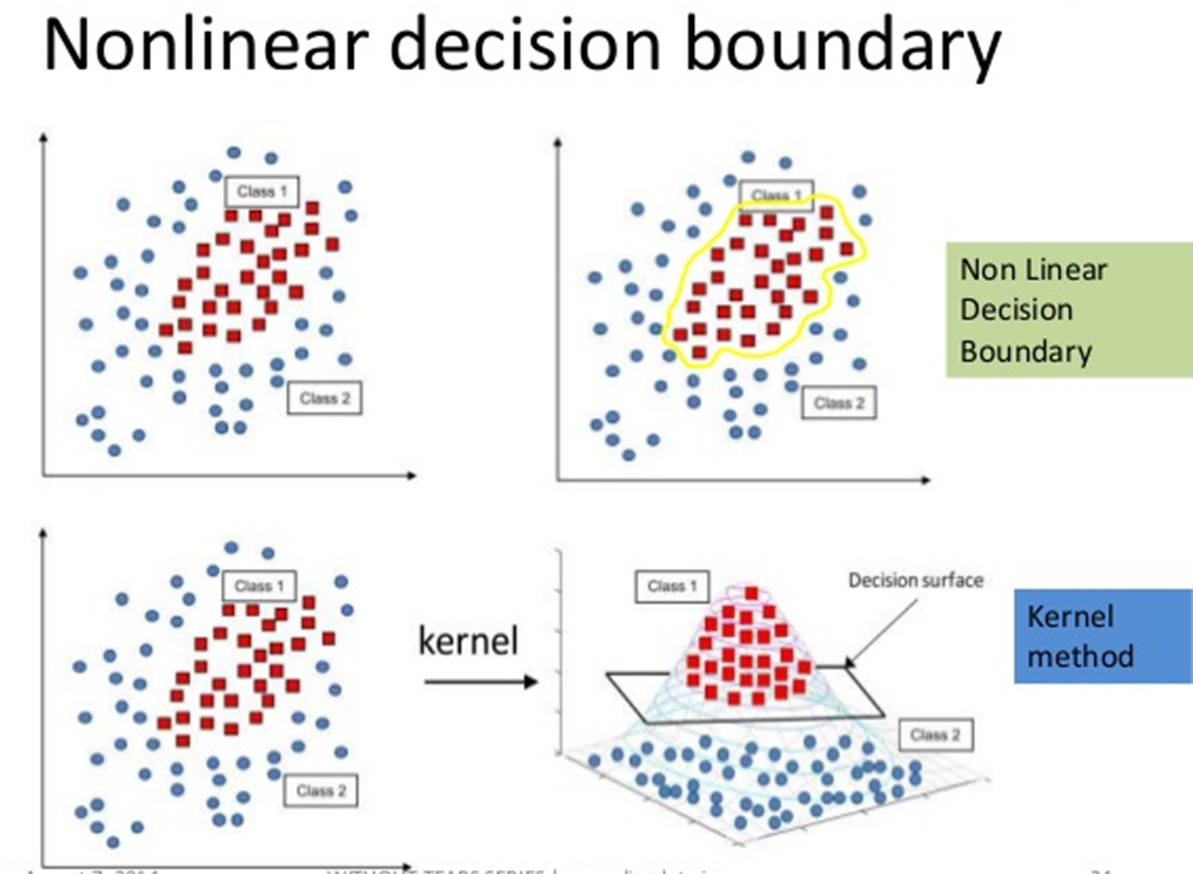 Nonlinear decision boundary
Class 1
Class 2
Class 1
Class 2
Non Linear
Decision
Boundary
Class 1
Class 2
kernel
Class 1
Decision surface
Class 2
Kernel
method